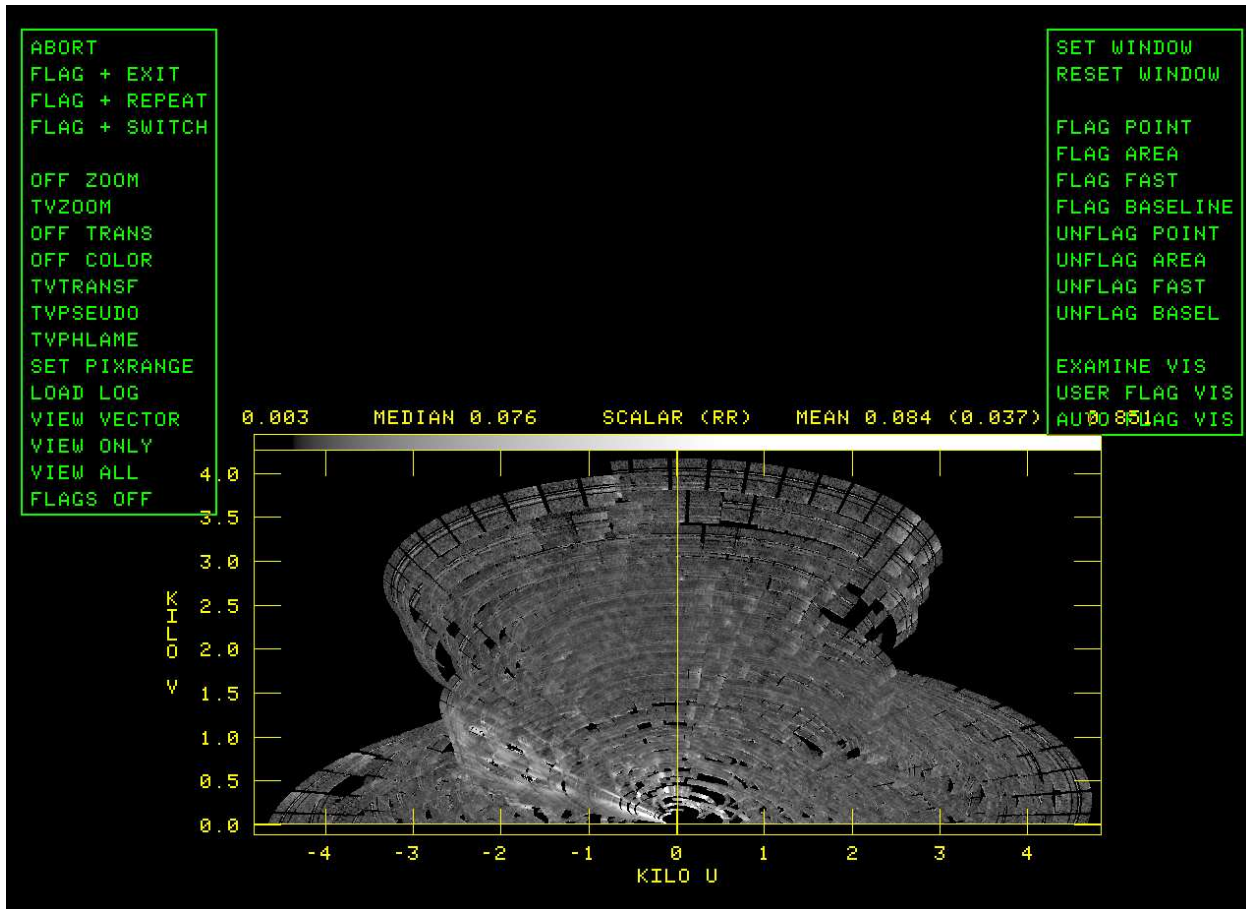 ABORT
FLAG + EXIT
FLAG + REPEAT
FLAG + SWITCH
OFF ZOOM
TVZOOM
OFF TRANS
OFF COLOR
TVTRANSF
TVPSEUDO
TVPHLAME
SET PIXRANGE
LOAD LOG
VIEW VECTOR
VIEW ONLY
VIEW ALL
FLAGS OFF
SET WINDOW
RESET WINDOW
FLAG POINT
FLAG AREA
FLAG FAST
FLAG BASELINE
UNFLAG POINT
UNFLAG AREA
UNFLAG FAST
UNFLAG BASEL
EXAMINE VIS
USER FLAG VIS
AUTO FLAG VIS
0.003 MEDIAN 0.076 SCALAR (RR) MEAN 0.084 (0.037) 0.851
4.0
3.5
3.0
2.5
2.0
1.5
1.0
0.5
0.0
KILO V
-4 -3 -2 -1 0 1 2 3 4
KILO U